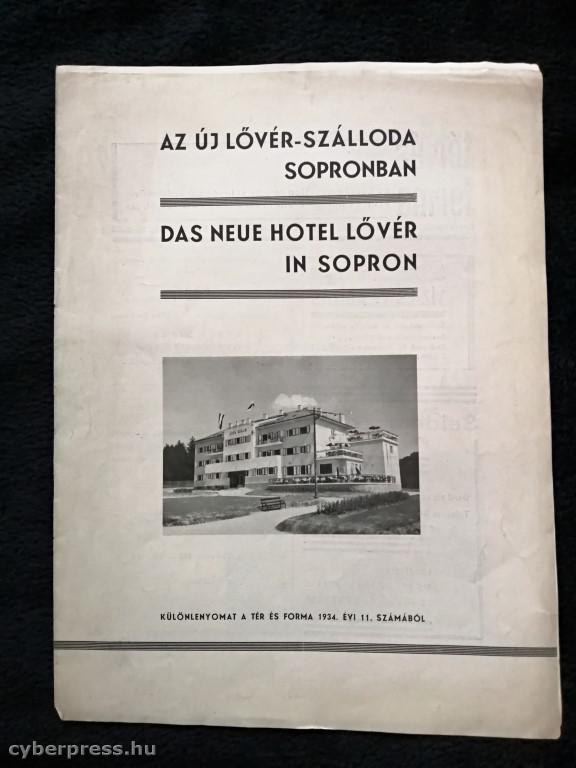 AZ ÚJ LŐVÉR-SZÁLLODA
SOPRONBAN
DAS NEUE HOTEL LŐVÉR
IN SOPRON
KÜLÖNLENYOMAT A TÉR ÉS FORMA 1934. ÉVI 11. SZÁMÁBÓL
cyberpress.hu